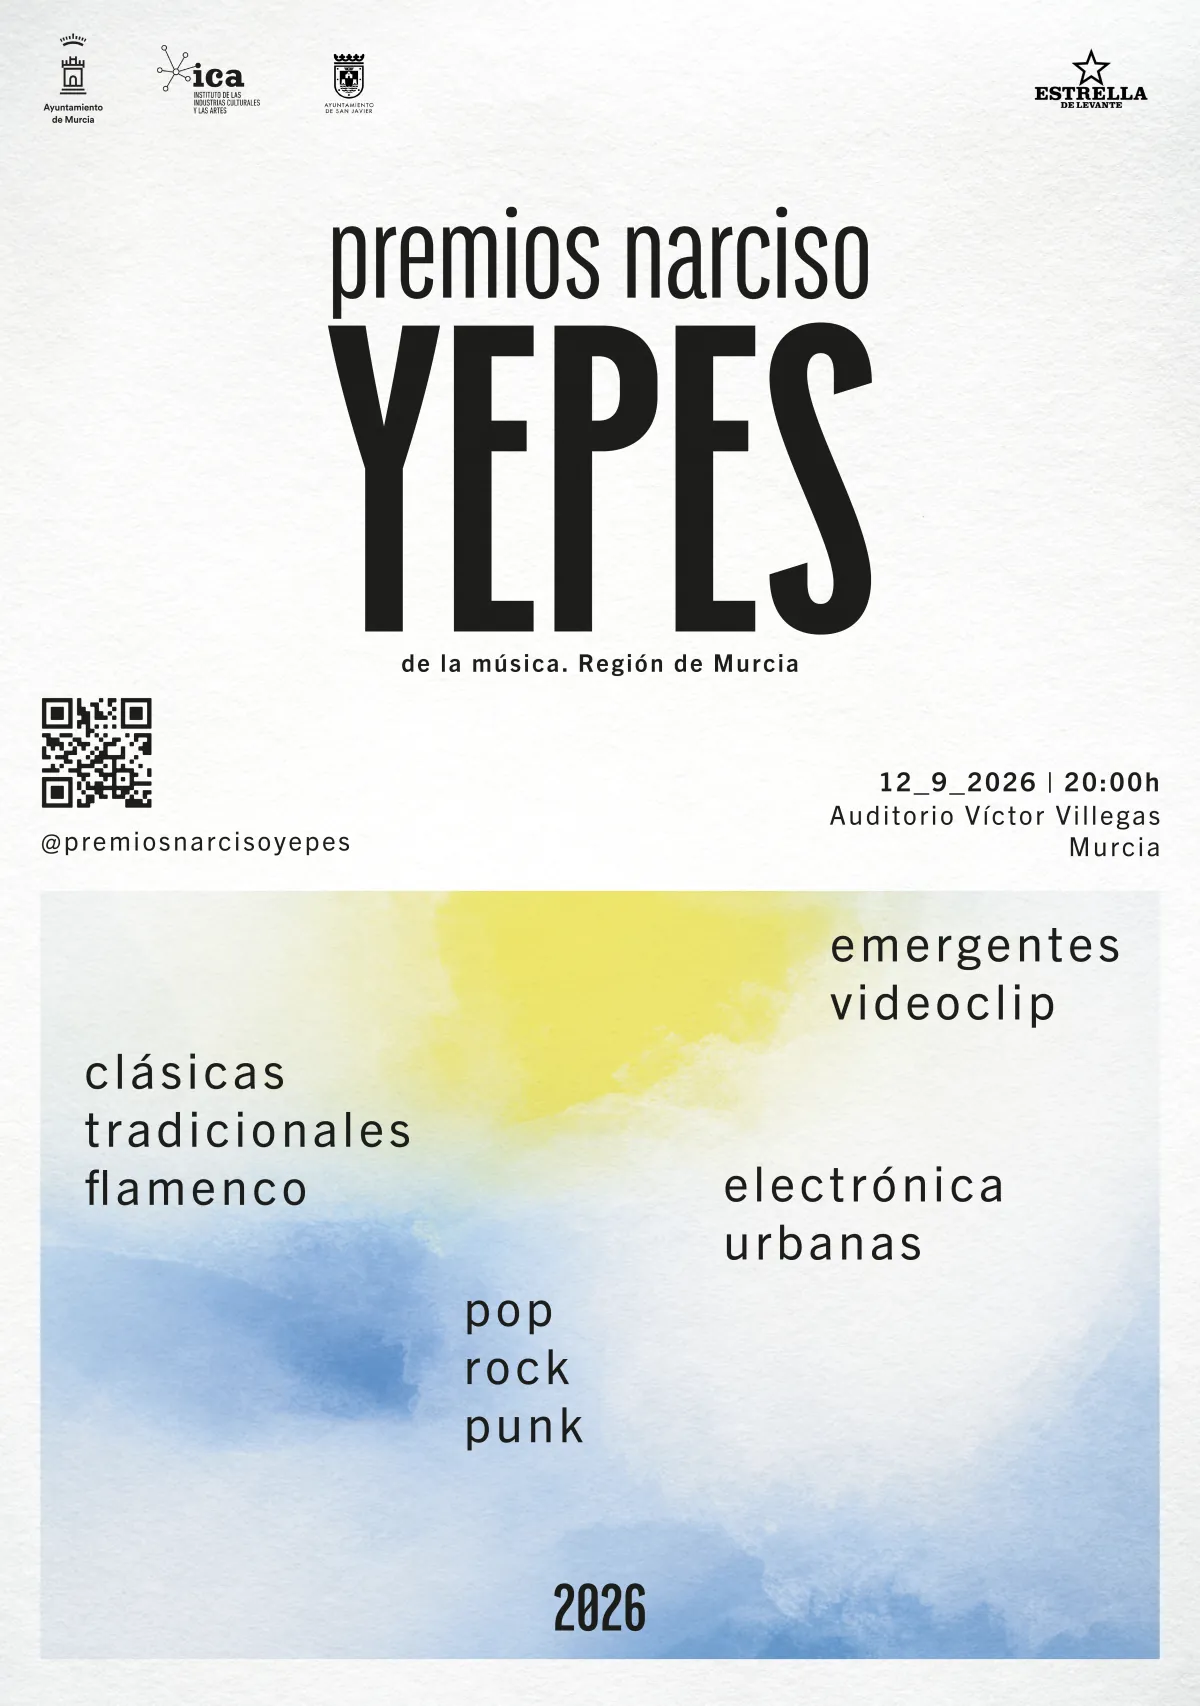 Ayuntamiento
de Murcia
ica
INSTITUTO DE LAS
INDUSTRIAS CULTURALES
Y LAS ARTES
AYUNTAMIENTO
DE SAN JAVIER
ESTRELLA
DE LEVANTE
premios narciso
YEPES
de la música. Región de Murcia
@premiosnarcisoyepes
12_9_2026 | 20:00h
Auditorio Víctor Villegas
Murcia
emergentes
videoclip
clásicas
tradicionales
flamenco
electrónica
urbanas
pop
rock
punk
2026